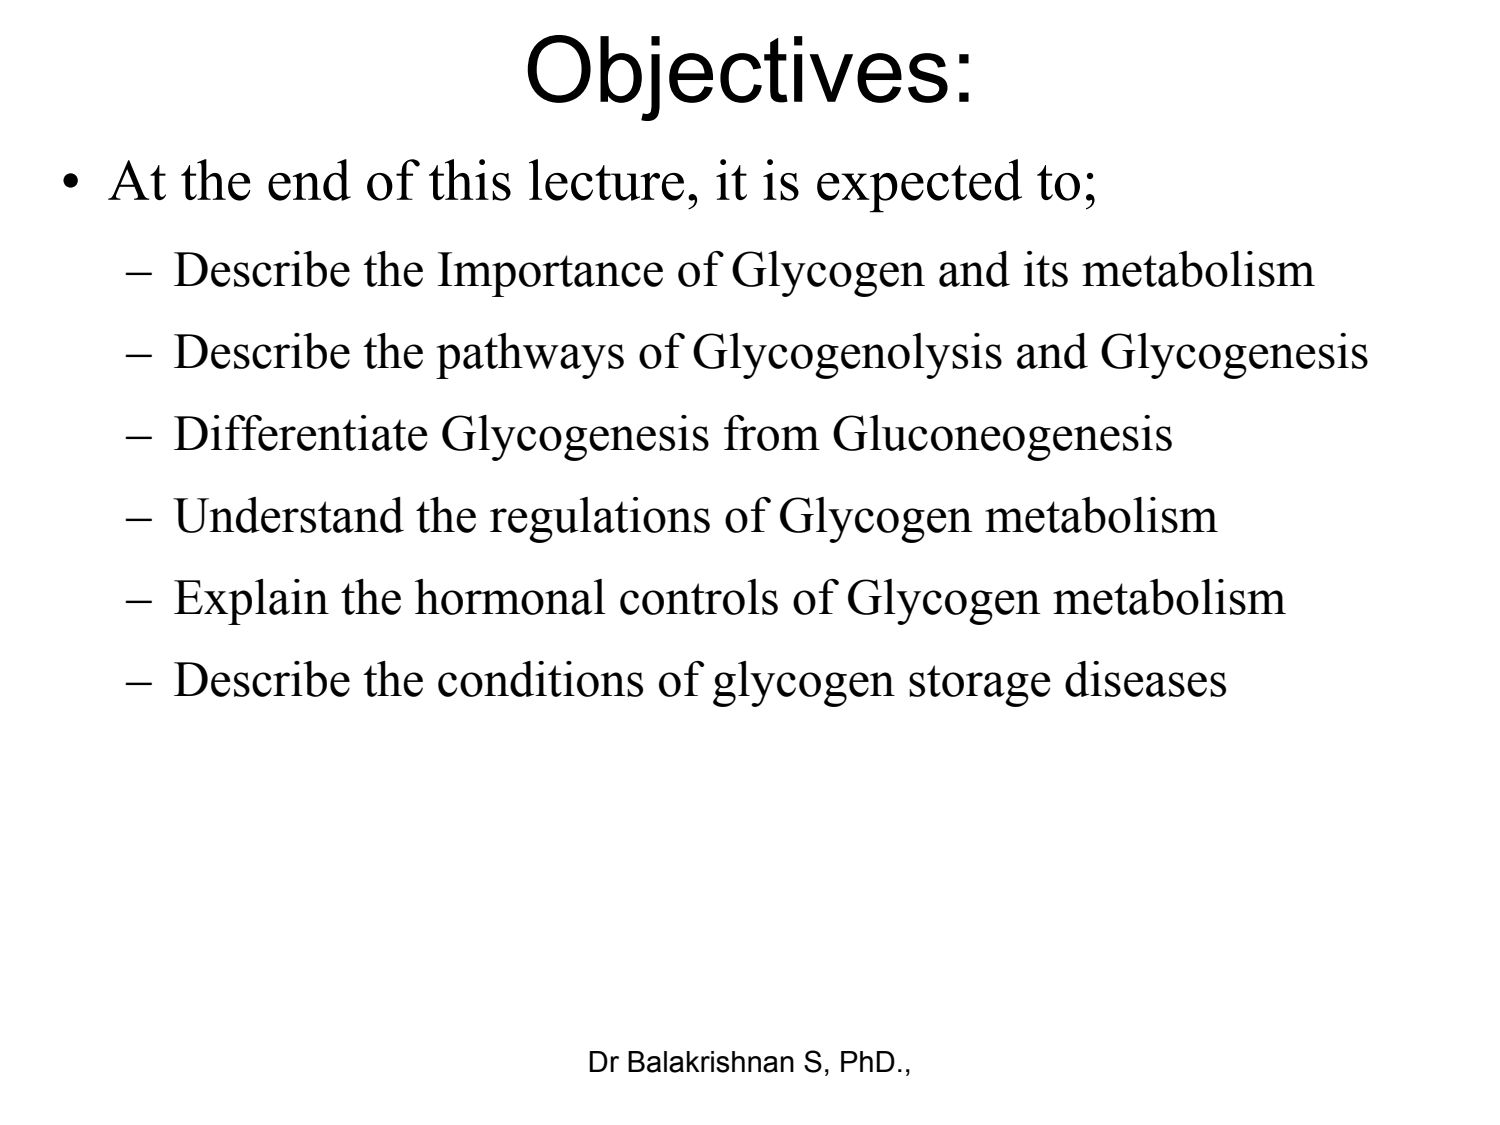 Objectives:
• At the end of this lecture, it is expected to;
– Describe the Importance of Glycogen and its metabolism
– Describe the pathways of Glycogenolysis and Glycogenesis
– Differentiate Glycogenesis from Gluconeogenesis
– Understand the regulations of Glycogen metabolism
– Explain the hormonal controls of Glycogen metabolism
– Describe the conditions of glycogen storage diseases
Dr Balakrishnan S, PhD.,